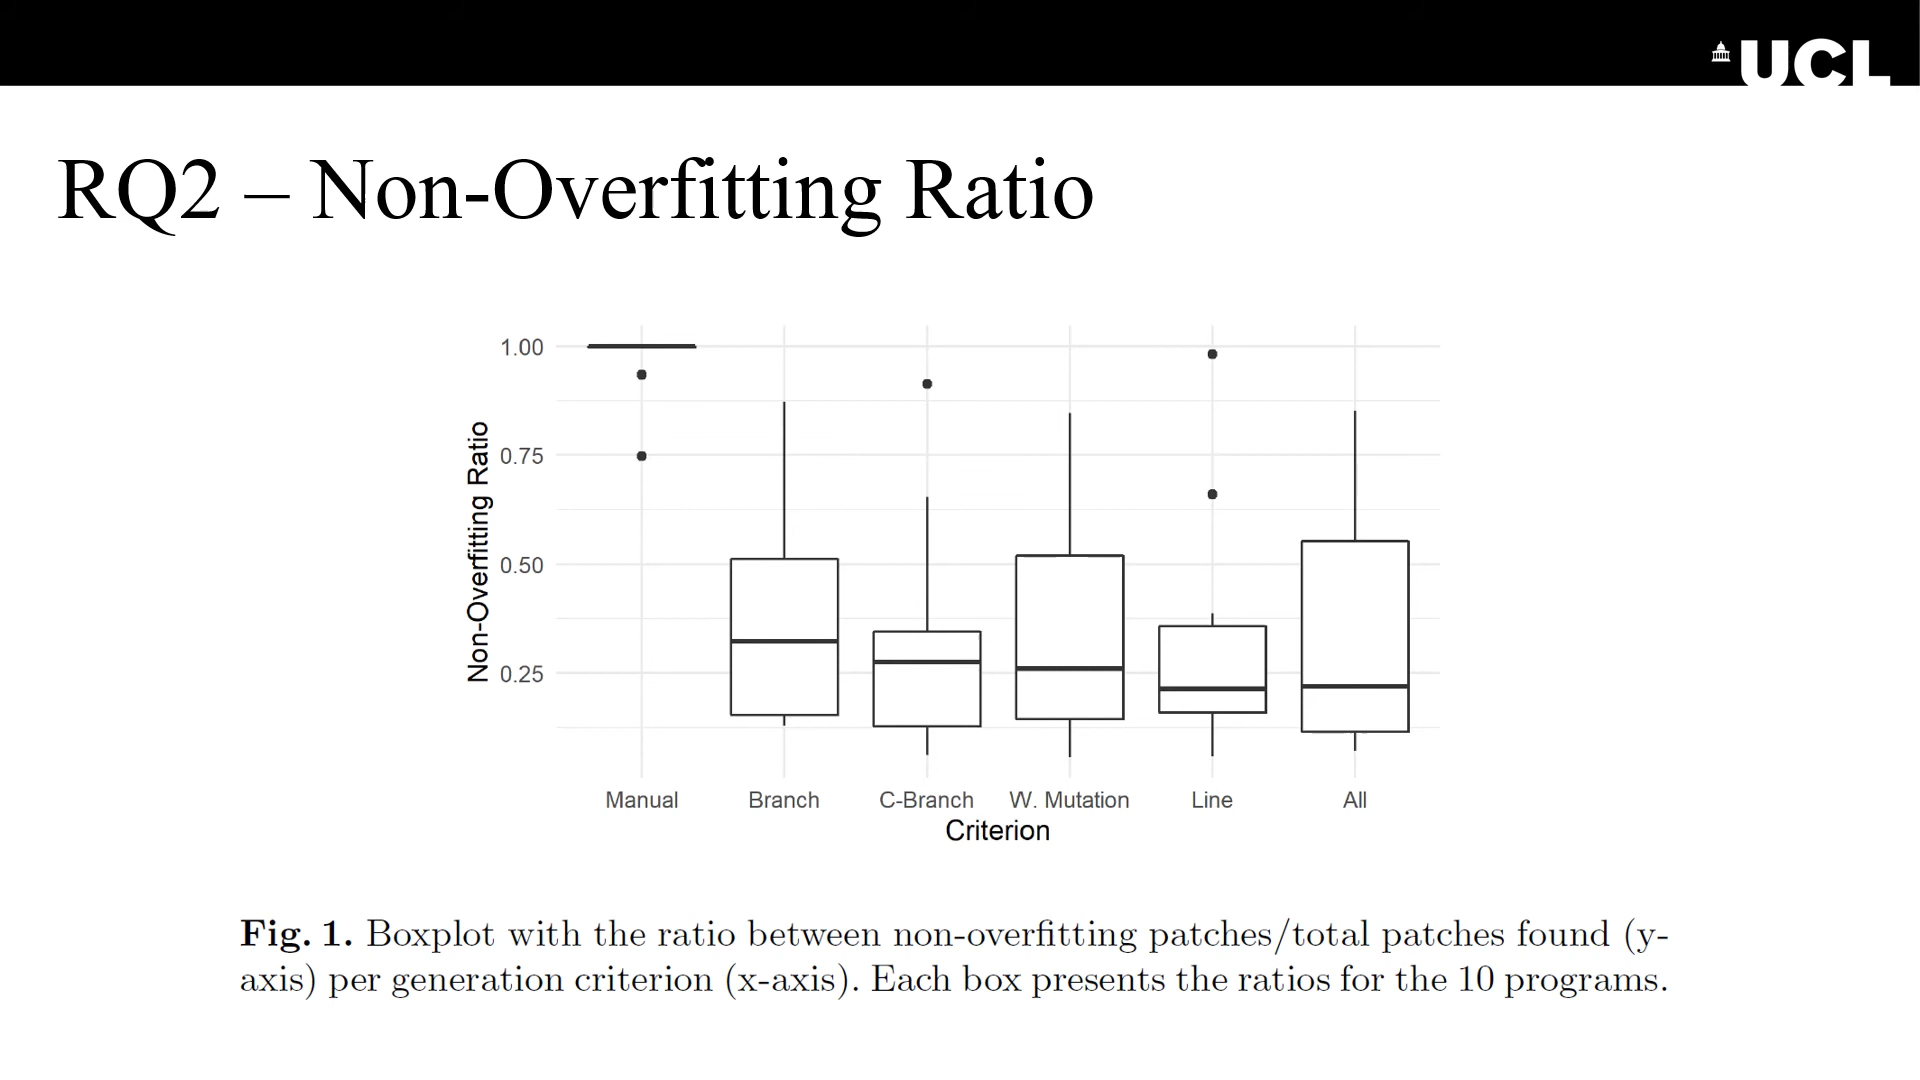 UCL
RQ2 – Non-Overfitting Ratio
Non-Overfitting Ratio
1.00
0.75
0.50
0.25
Manual Branch C-Branch W. Mutation Line All
Criterion
Fig. 1. Boxplot with the ratio between non-overfitting patches/total patches found (y-
axis) per generation criterion (x-axis). Each box presents the ratios for the 10 programs.